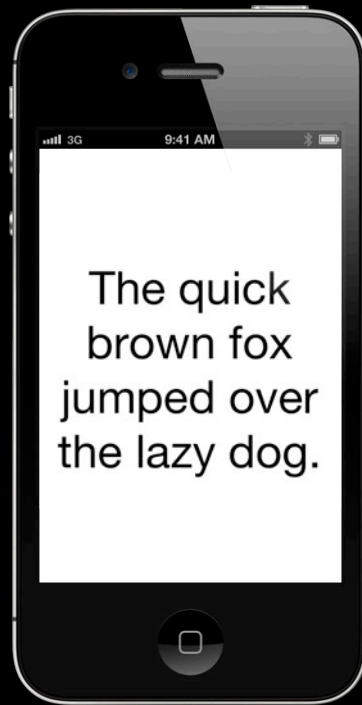 3G 9:41 AM
The quick
brown fox
jumped over
the lazy dog.